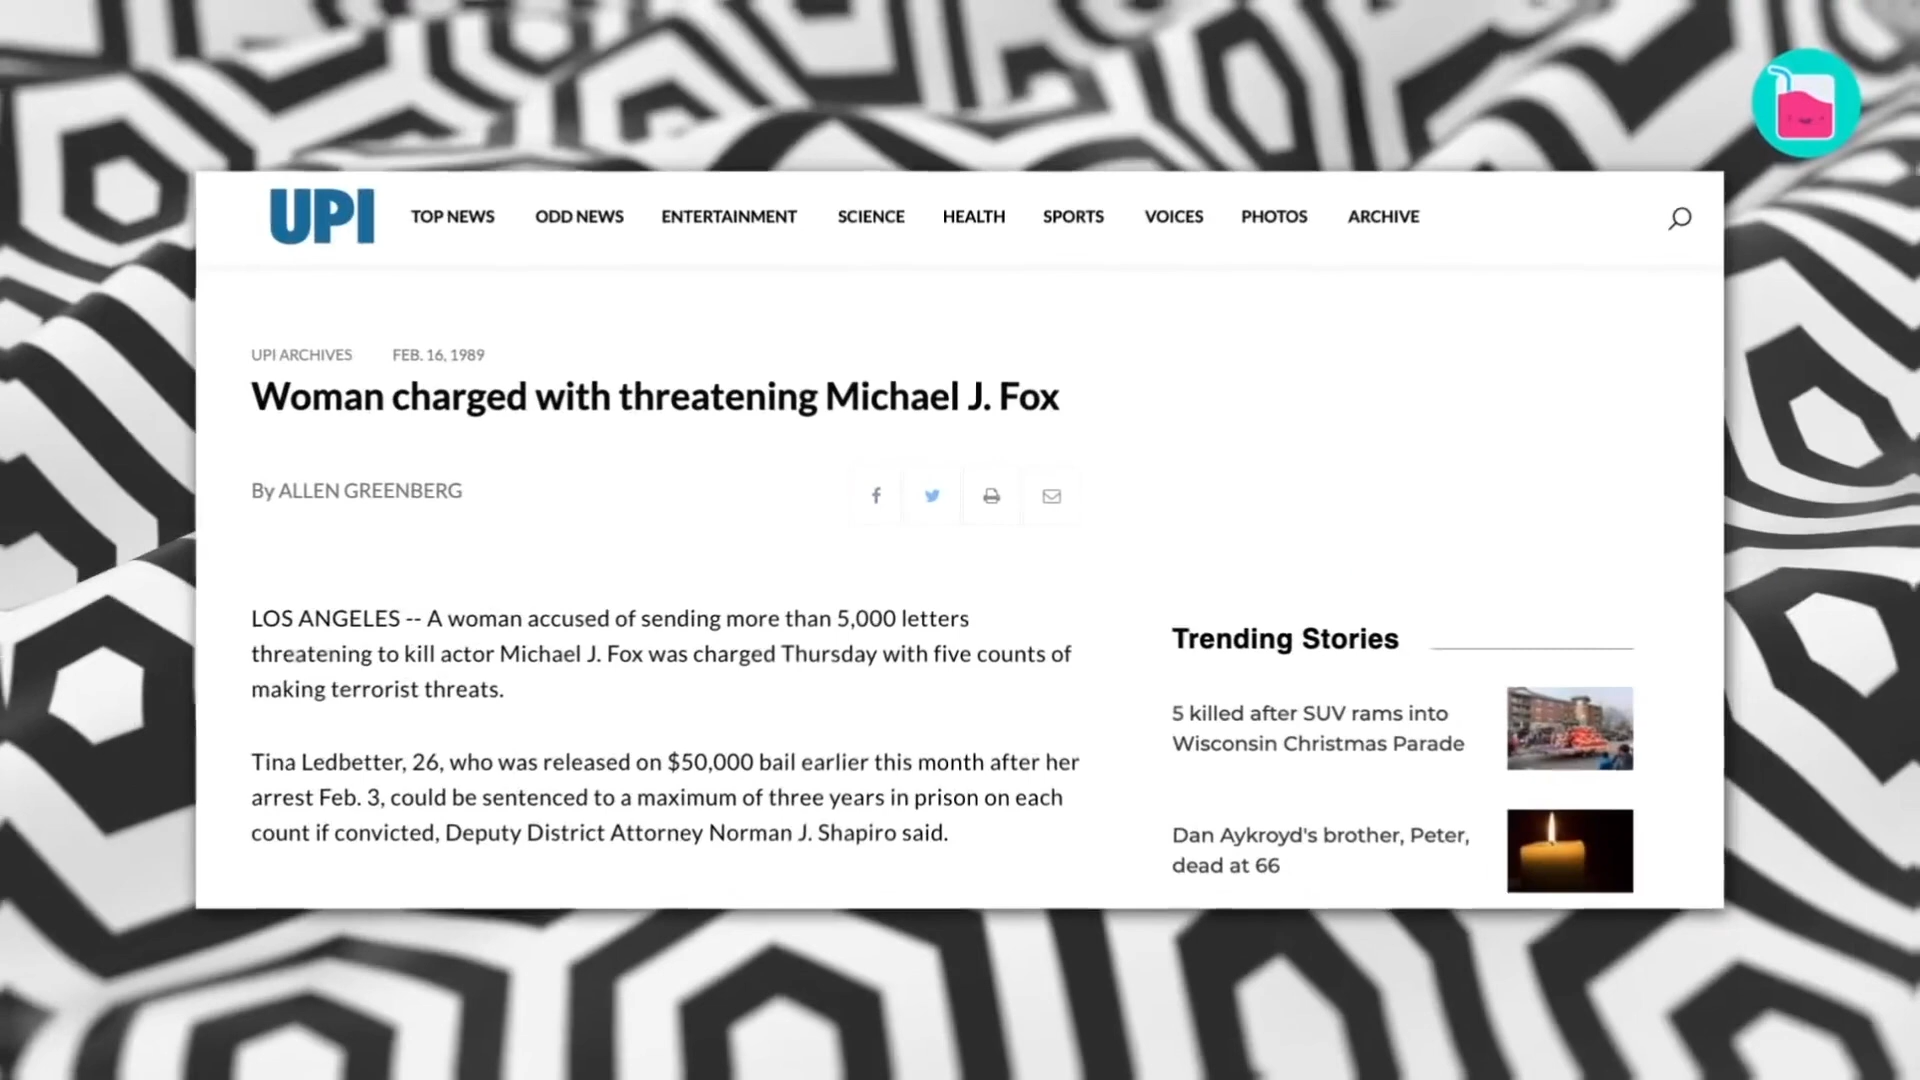 UPI TOP NEWS ODD NEWS ENTERTAINMENT SCIENCE HEALTH SPORTS VOICES PHOTOS ARCHIVE
UPI ARCHIVES FEB. 16, 1989
Woman charged with threatening Michael J. Fox
By ALLEN GREENBERG
LOS ANGELES -- A woman accused of sending more than 5,000 letters
threatening to kill actor Michael J. Fox was charged Thursday with five counts of
making terrorist threats.
Tina Ledbetter, 26, who was released on $50,000 bail earlier this month after her
arrest Feb. 3, could be sentenced to a maximum of three years in prison on each
count if convicted, Deputy District Attorney Norman J. Shapiro said.
Trending Stories
5 killed after SUV rams into
Wisconsin Christmas Parade
Dan Aykroyd's brother, Peter,
dead at 66